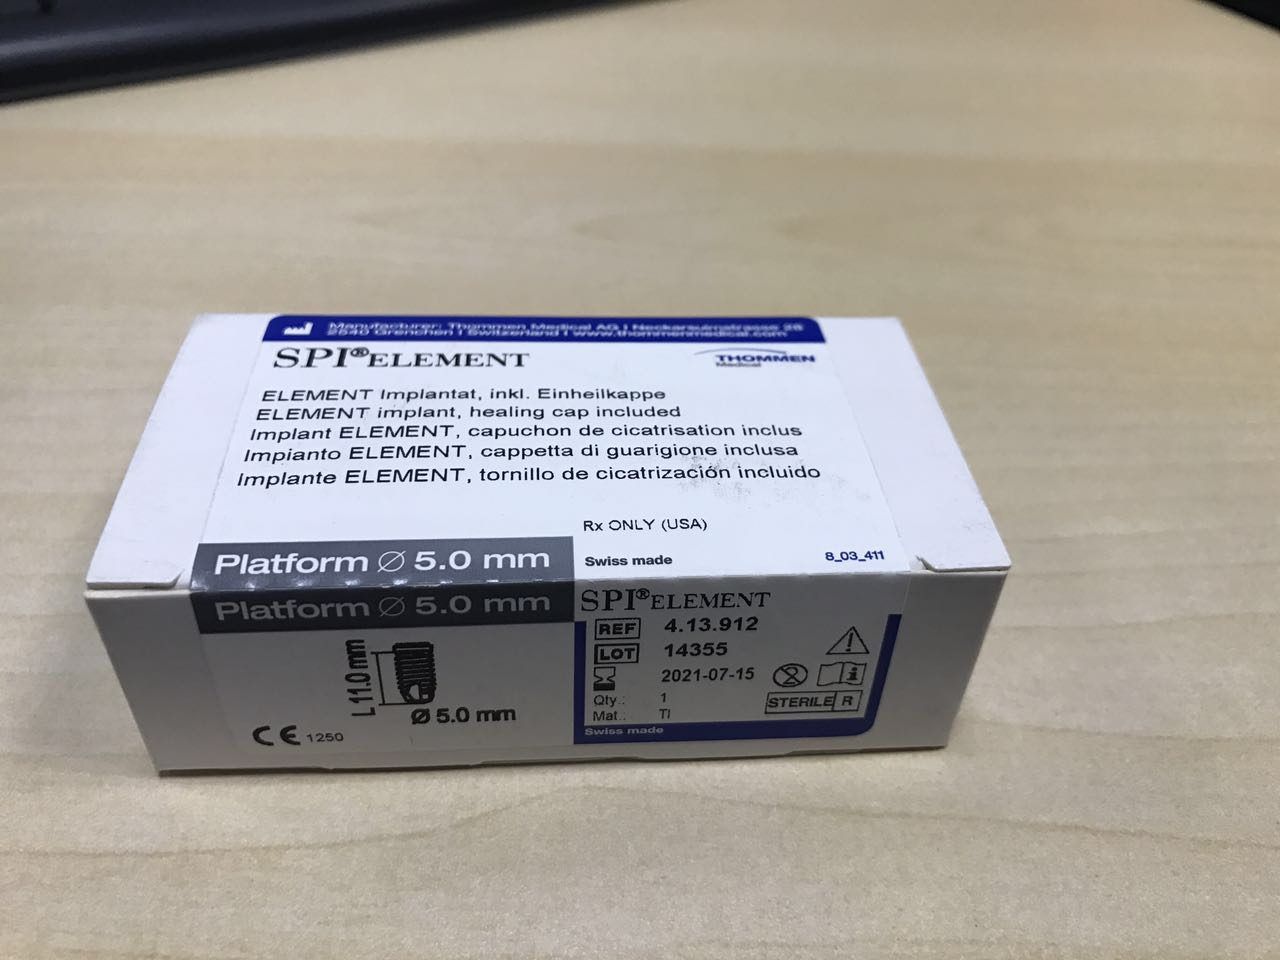 Manufacturer: Thommen Medical AG | Neckarsulmstrasse 28
2540 Grenchen | Switzerland | www.thommenmedical.com
SPI®ELEMENT
THOMMEN
Medical
ELEMENT Implantat, inkl. Einheilkappe
ELEMENT implant, healing cap included
Implant ELEMENT, capuchon de cicatrisation inclus
Impianto ELEMENT, cappetta di guarigione inclusa
Implante ELEMENT, tornillo de cicatrización incluido
Rx ONLY (USA)
Platform Ø 5.0 mm
Swiss made
8_03_411
Platform Ø 5.0 mm
L 11.0 mm
Ø 5.0 mm
CE 1250
SPI®ELEMENT
REF 4.13.912
LOT 14355
2021-07-15
Qty.: 1
Mat.: TI
STERILE R
Swiss made